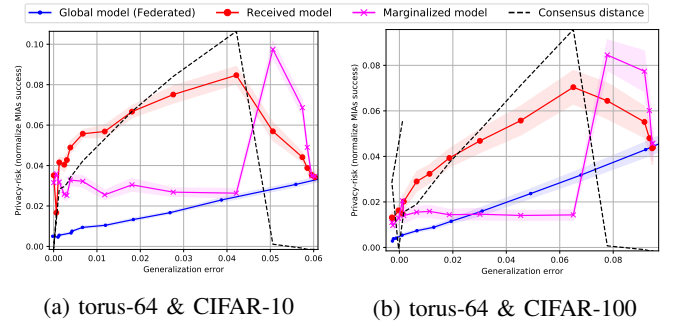 Global model (Federated) Received model Marginalized model Consensus distance
Privacy-risk (normalize MIAs success)
0.10
0.08
0.06
0.04
0.02
0.00
0.00 0.01 0.02 0.03 0.04 0.05 0.06
Generalization error
(a) torus-64 & CIFAR-10
Privacy-risk (normalize MIAs success)
0.08
0.06
0.04
0.02
0.00
0.00 0.02 0.04 0.06 0.08
Generalization error
(b) torus-64 & CIFAR-100